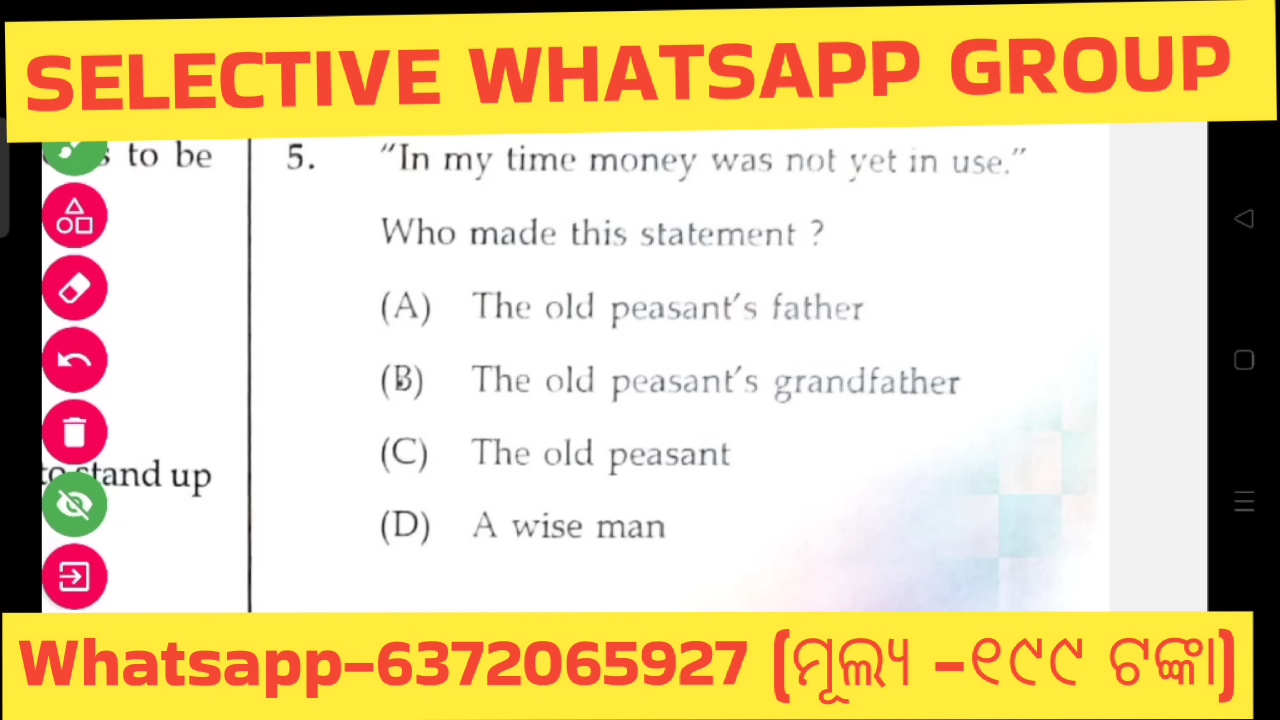 SELECTIVE WHATSAPP GROUP
to be
5. "In my time money was not yet in use."
Who made this statement ?
(A) The old peasant's father
(B) The old peasant's grandfather
(C) The old peasant
to stand up
(D) A wise man
Whatsapp-6372065927 (ମୂଲ୍ୟ -୧୯୯ ଟଙ୍କା)